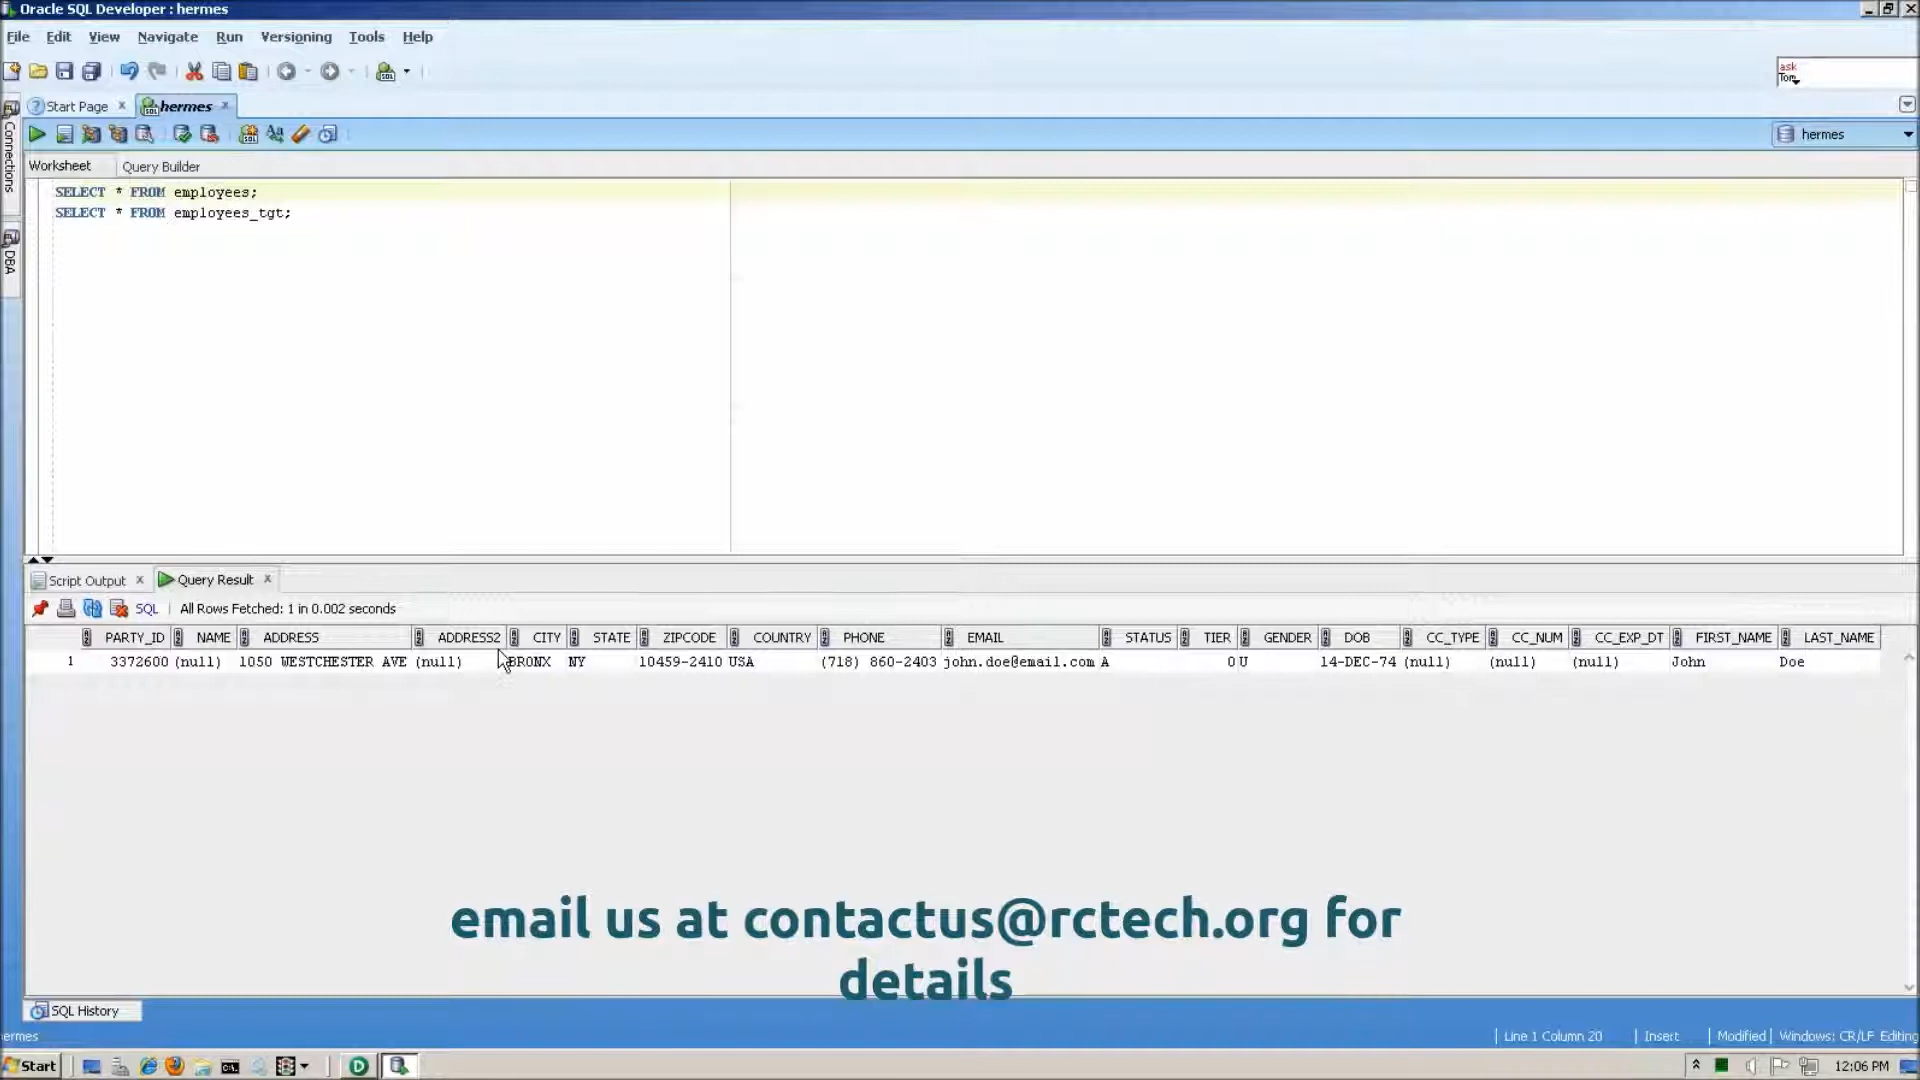 Oracle SQL Developer : hermes
File Edit View Navigate Run Versioning Tools Help
ask
Tom
Start Page hermes
hermes
Connections
DBA
Worksheet Query Builder
SELECT * FROM employees;
SELECT * FROM employees_tgt;
Script Output Query Result
SQL All Rows Fetched: 1 in 0.002 seconds
PARTY_ID NAME ADDRESS ADDRESS2 CITY STATE ZIPCODE COUNTRY PHONE EMAIL STATUS TIER GENDER DOB CC_TYPE CC_NUM CC_EXP_DT FIRST_NAME LAST_NAME
1 3372600 (null) 1050 WESTCHESTER AVE (null) BRONX NY 10459-2410 USA (718) 860-2403 john.doe@email.com A 0 U 14-DEC-74 (null) (null) (null) John Doe
email us at contactus@rctech.org for
details
SQL History
ermes Line 1 Column 20 Insert Modified Windows: CR/LF Editing
Start 12:06 PM